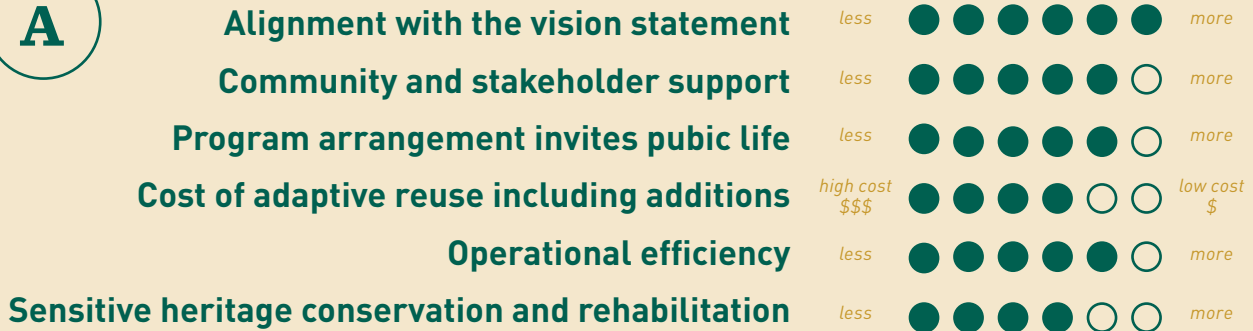 A
Alignment with the vision statement less more
Community and stakeholder support less more
Program arrangement invites pubic life less more
Cost of adaptive reuse including additions high cost $$$ low cost $
Operational efficiency less more
Sensitive heritage conservation and rehabilitation less more